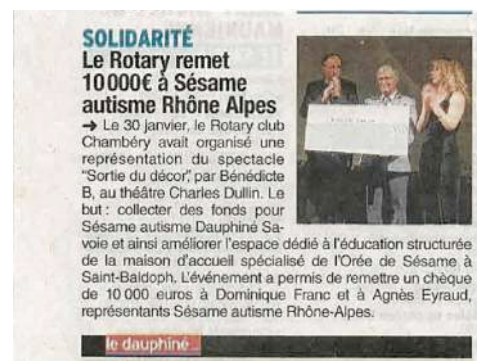 SOLIDARITÉ
Le Rotary remet
10 000€ à Sésame
autisme Rhône Alpes
→ Le 30 janvier, le Rotary club
Chambéry avait organisé une
représentation du spectacle
"Sortie du décor", par Bénédicte
B, au théâtre Charles Dullin. Le
but : collecter des fonds pour
Sésame autisme Dauphiné Sa-
voie et ainsi améliorer l'espace dédié à l'éducation structurée
de la maison d'accueil spécialisé de l'Orée de Sésame à
Saint-Baldoph. L'événement a permis de remettre un chèque
de 10 000 euros à Dominique Franc et à Agnès Eyraud,
représentants Sésame autisme Rhône-Alpes.
le dauphiné